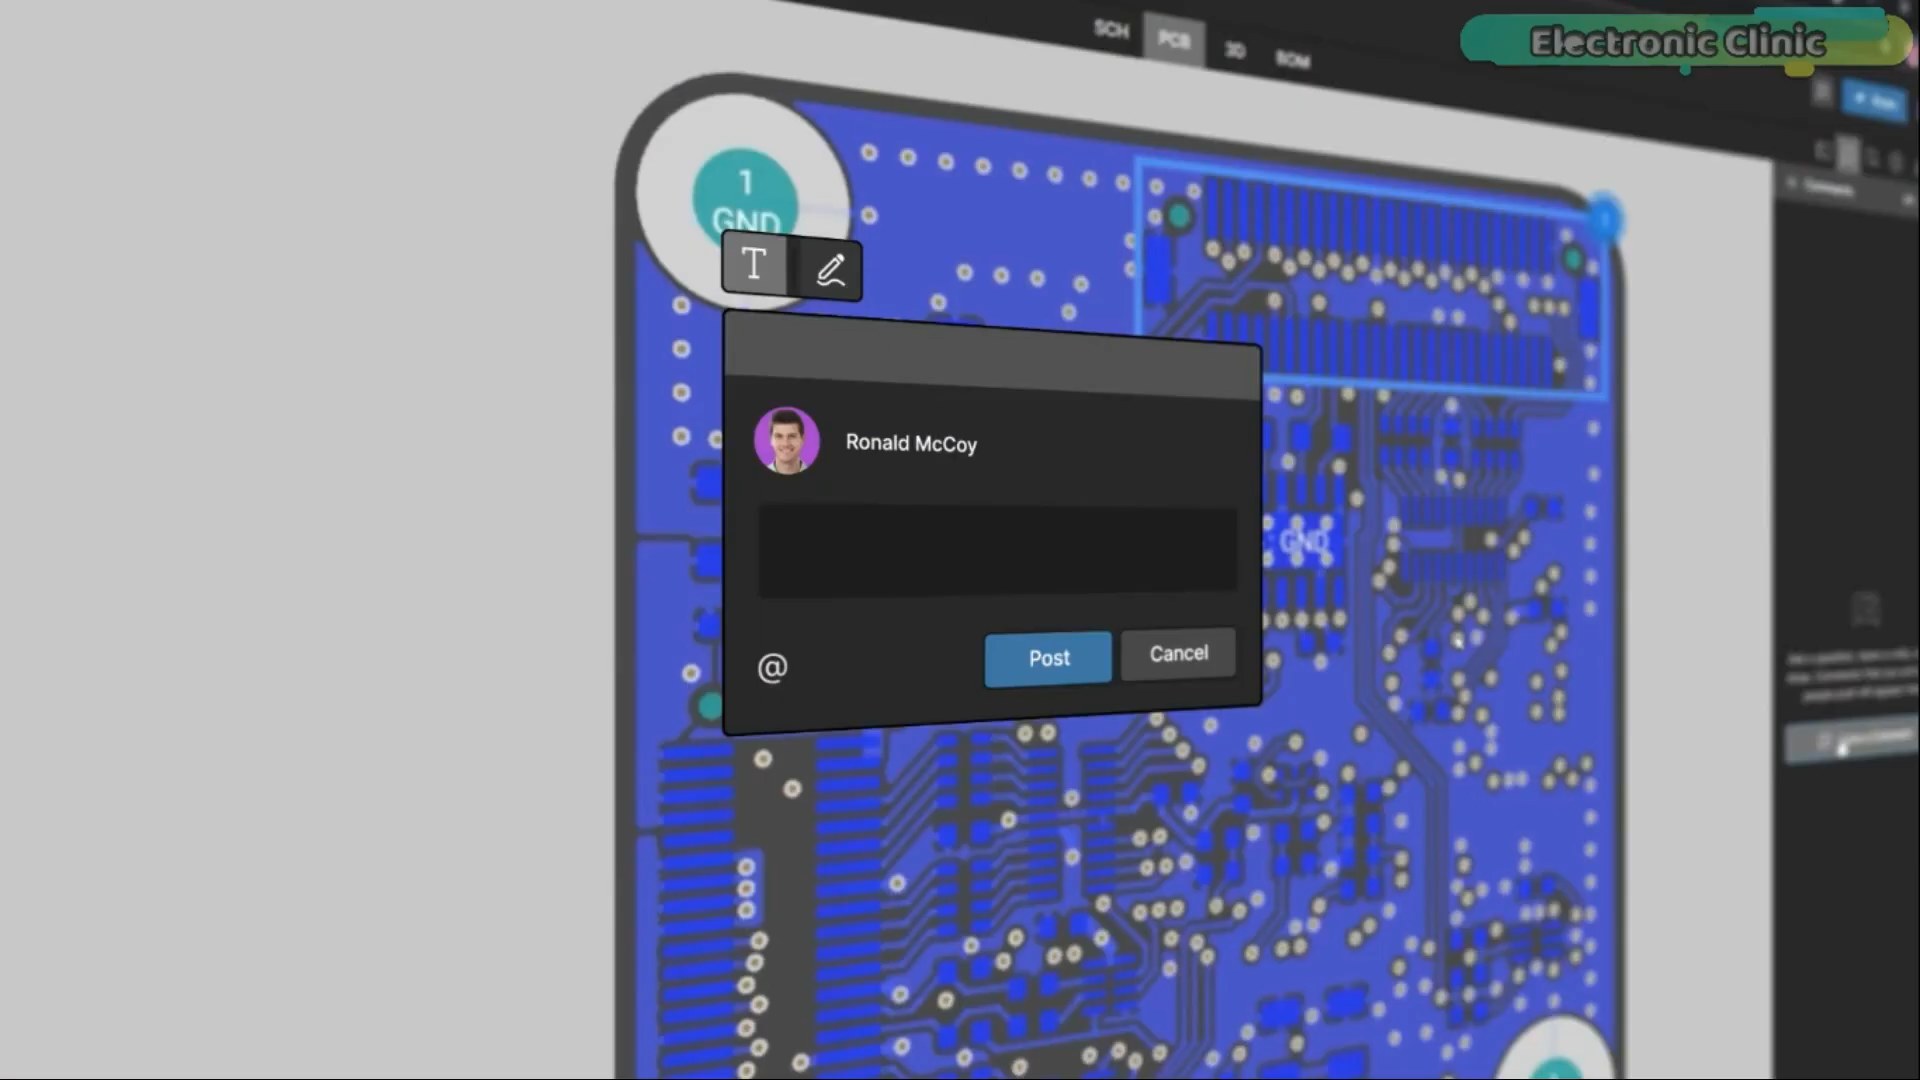 SCH PCB 3D BOM
Electronic Clinic
1
GND
T
Ronald McCoy
GND
@
Post Cancel